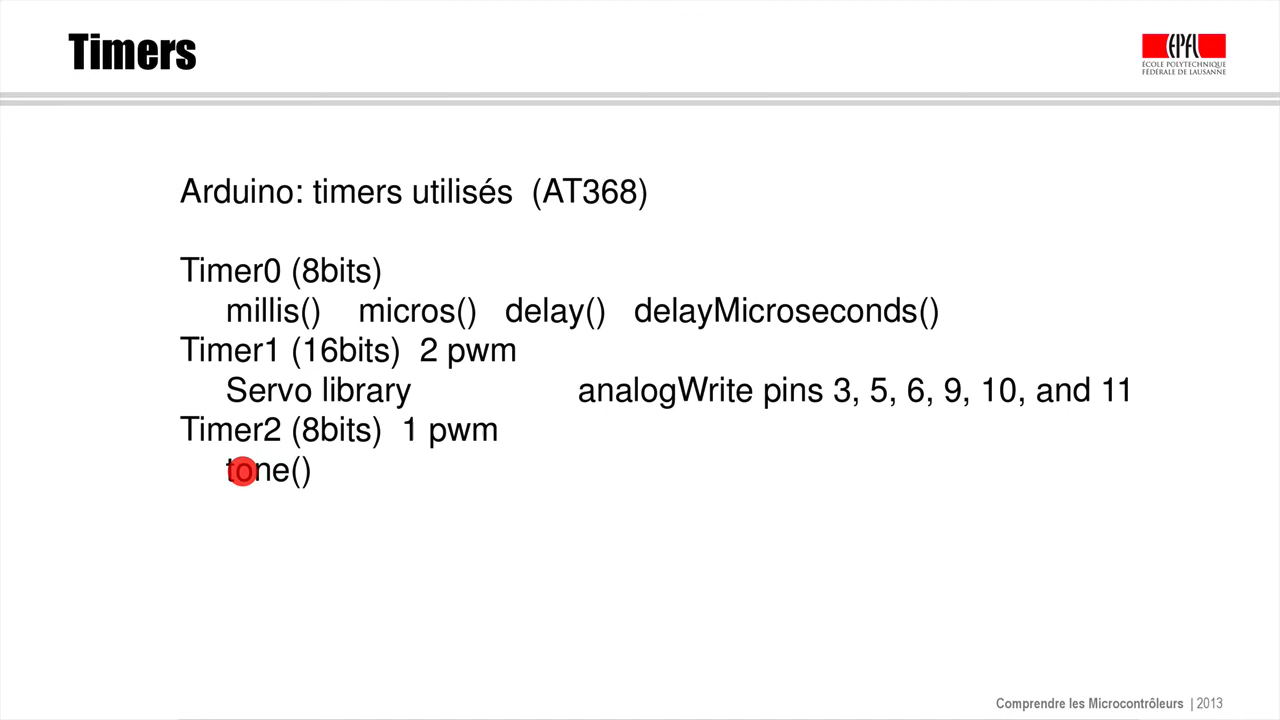 Timers
EPFL
ÉCOLE POLYTECHNIQUE
FÉDÉRALE DE LAUSANNE
Arduino: timers utilisés (AT368)
Timer0 (8bits)
millis() micros() delay() delayMicroseconds()
Timer1 (16bits) 2 pwm
Servo library analogWrite pins 3, 5, 6, 9, 10, and 11
Timer2 (8bits) 1 pwm
tone()
Comprendre les Microcontrôleurs | 2013